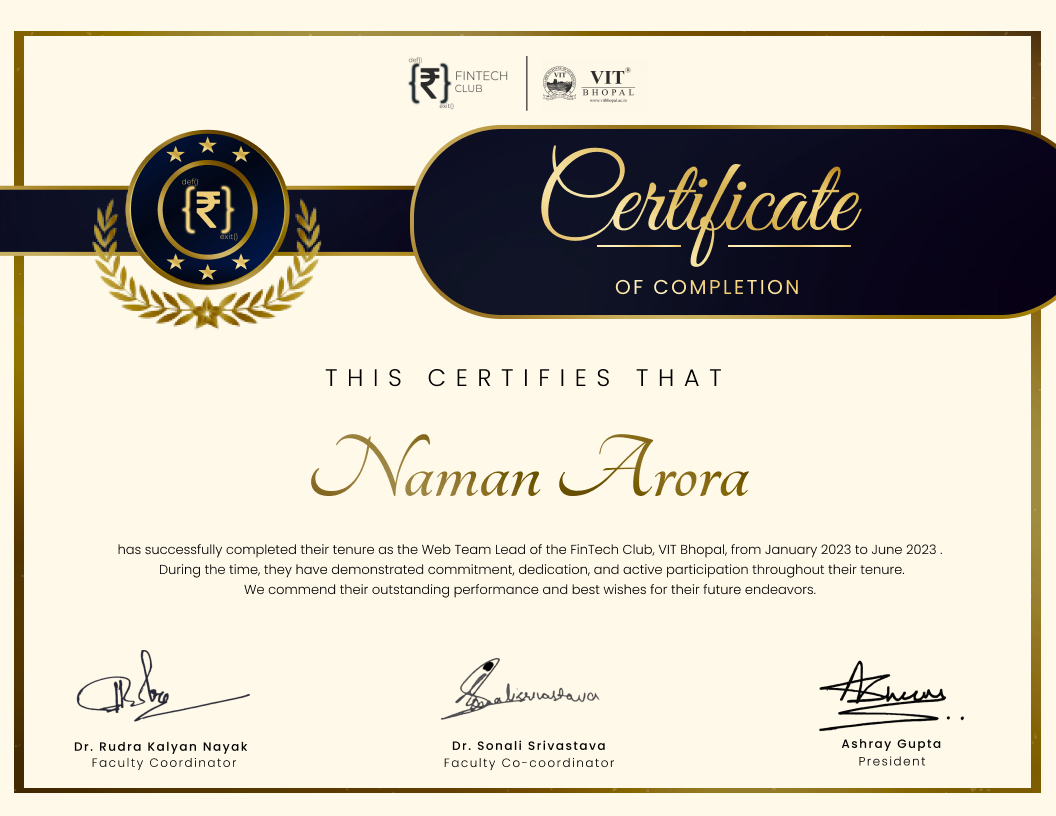 def()
{₹} FINTECH
CLUB
exit()
VIT
VIT®
BHOPAL
www.vitbhopal.ac.in
def()
{₹}
exit()
Certificate
OF COMPLETION
THIS CERTIFIES THAT
Naman Arora
has successfully completed their tenure as the Web Team Lead of the FinTech Club, VIT Bhopal, from January 2023 to June 2023 .
During the time, they have demonstrated commitment, dedication, and active participation throughout their tenure.
We commend their outstanding performance and best wishes for their future endeavors.
Dr. Rudra Kalyan Nayak
Faculty Coordinator
Dr. Sonali Srivastava
Faculty Co-coordinator
Ashray Gupta
President